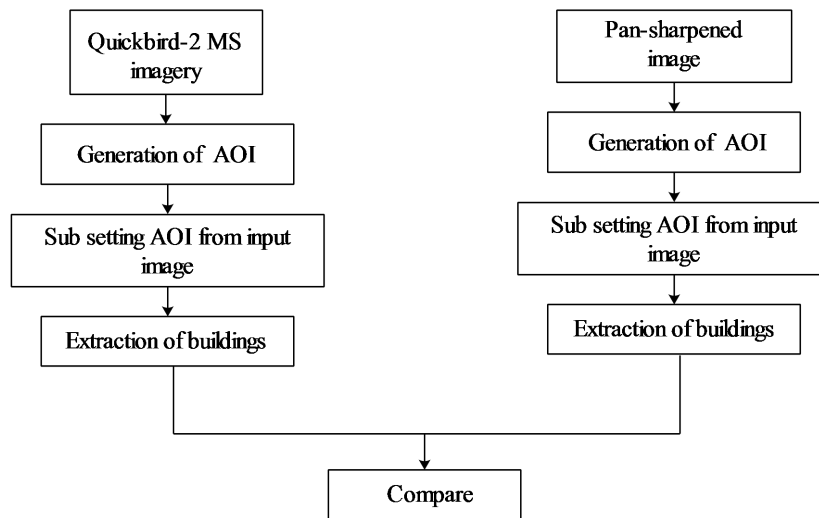 Quickbird-2 MS
imagery
Generation of AOI
Sub setting AOI from input
image
Extraction of buildings
Pan-sharpened
image
Generation of AOI
Sub setting AOI from input
image
Extraction of buildings
Compare